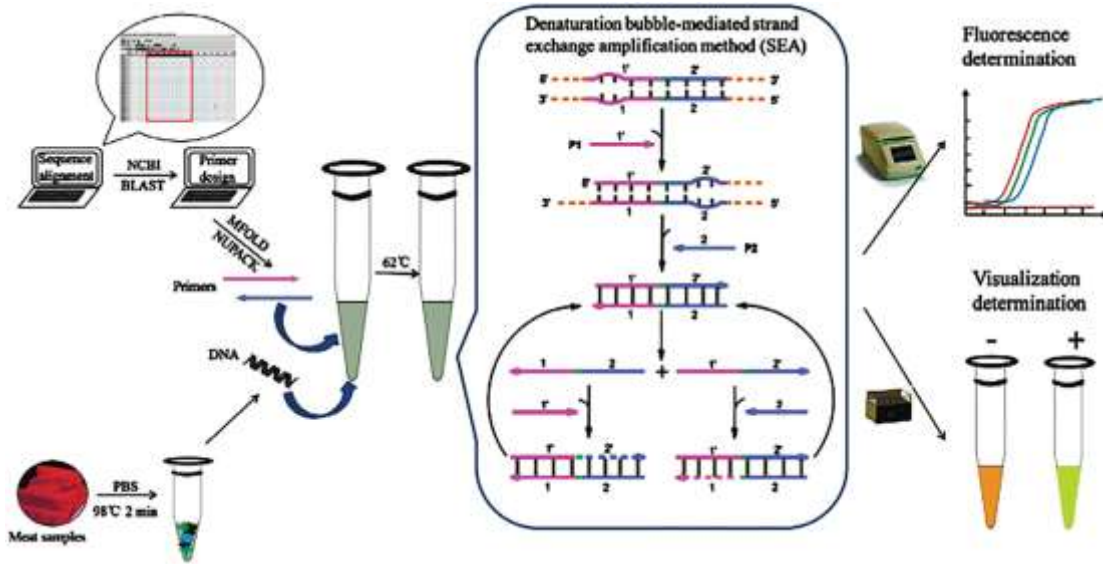 Denaturation bubble-mediated strand
exchange amplification method (SEA)
Fluorescence
determination
Sequence
alignment
NCBI
BLAST
Primer
design
MFOLD
NUPACK
Primers
62℃
DNA
PBS
98℃ 2 min
Meat samples
1' 2'
5' 3'
3' 5'
1 2
P1 1'
1' 2'
5' 3'
3' 5'
1 2
2 P2
1' 2'
1 2
1 2 + 1' 2'
1' 2
1' 2' 1' 2'
1 2 1 2
Visualization
determination
- +